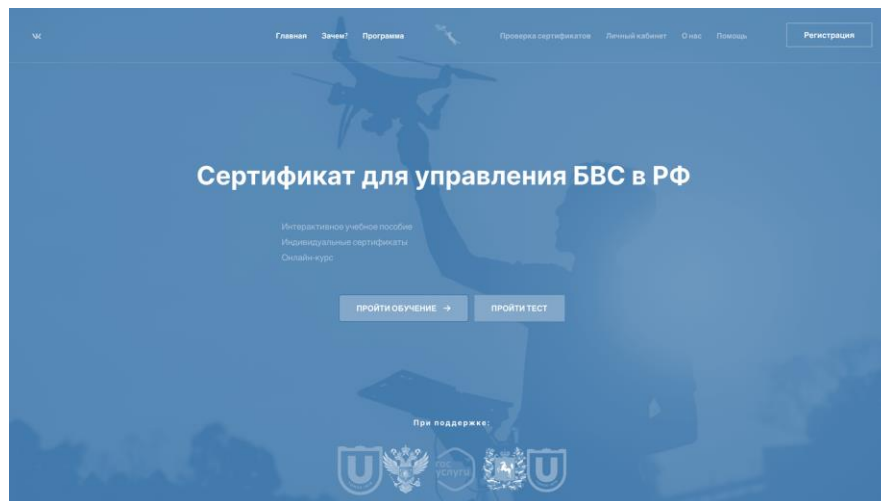 Главная Зачем? Программа Проверка сертификатов Личный кабинет О нас Помощь Регистрация
Сертификат для управления БВС в РФ
Интерактивное учебное пособие
Индивидуальные сертификаты
Онлайн-курс
ПРОЙТИ ОБУЧЕНИЕ → ПРОЙТИ ТЕСТ
При поддержке:
гос
услуги